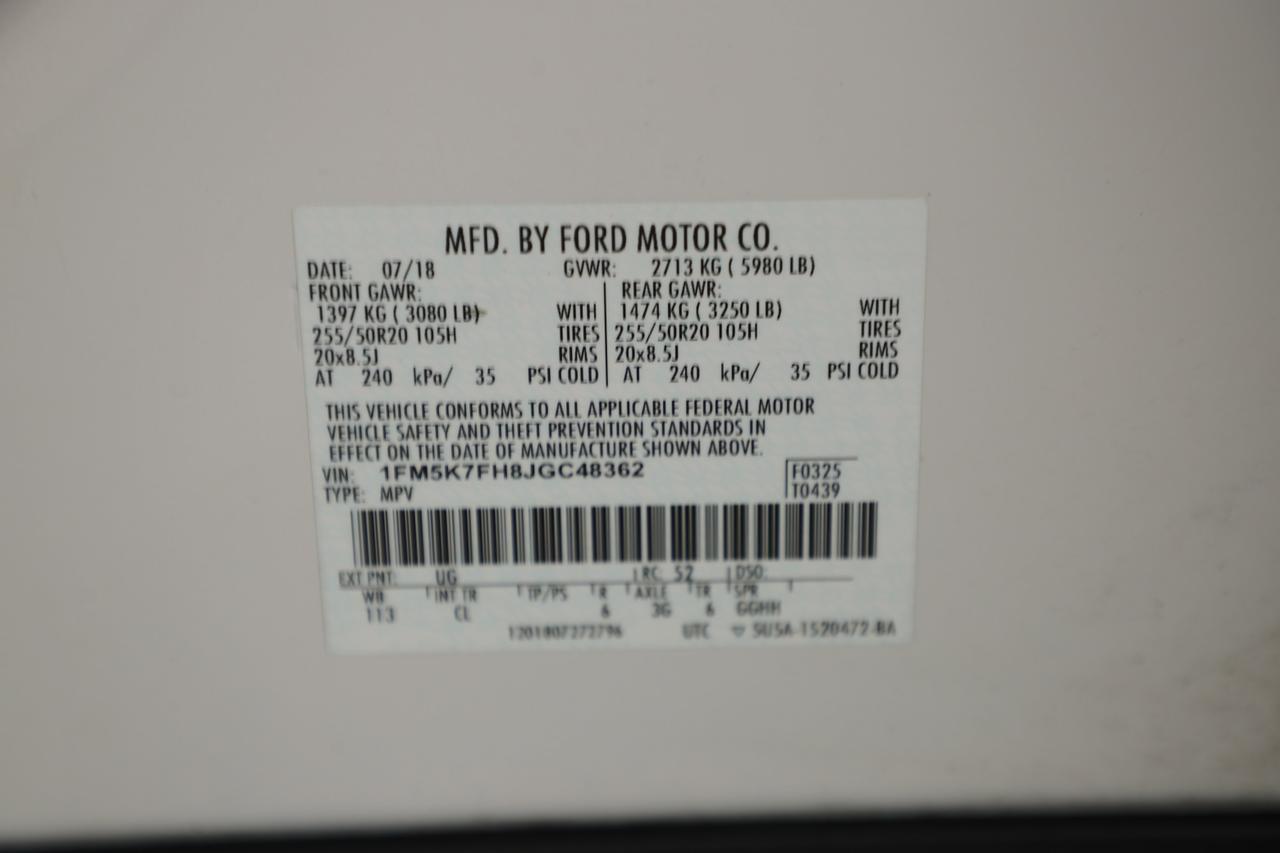 MFD. BY FORD MOTOR CO.
DATE: 07/18 GVWR: 2713 KG ( 5980 LB)
FRONT GAWR: REAR GAWR:
1397 KG ( 3080 LB) WITH 1474 KG ( 3250 LB) WITH
255/50R20 105H TIRES 255/50R20 105H TIRES
20x8.5J RIMS 20x8.5J RIMS
AT 240 kPa/ 35 PSI COLD AT 240 kPa/ 35 PSI COLD
THIS VEHICLE CONFORMS TO ALL APPLICABLE FEDERAL MOTOR
VEHICLE SAFETY AND THEFT PREVENTION STANDARDS IN
EFFECT ON THE DATE OF MANUFACTURE SHOWN ABOVE.
VIN: 1FM5K7FH8JGC48362 F0325
TYPE: MPV T0439
EXT PNT: UG RC: 52 DSO:
WB INT TR TP/PS R AXLE TR SPR
113 CL 6 3G 6 GGHH
1201807272796 UTC SU5A-1520472-BA